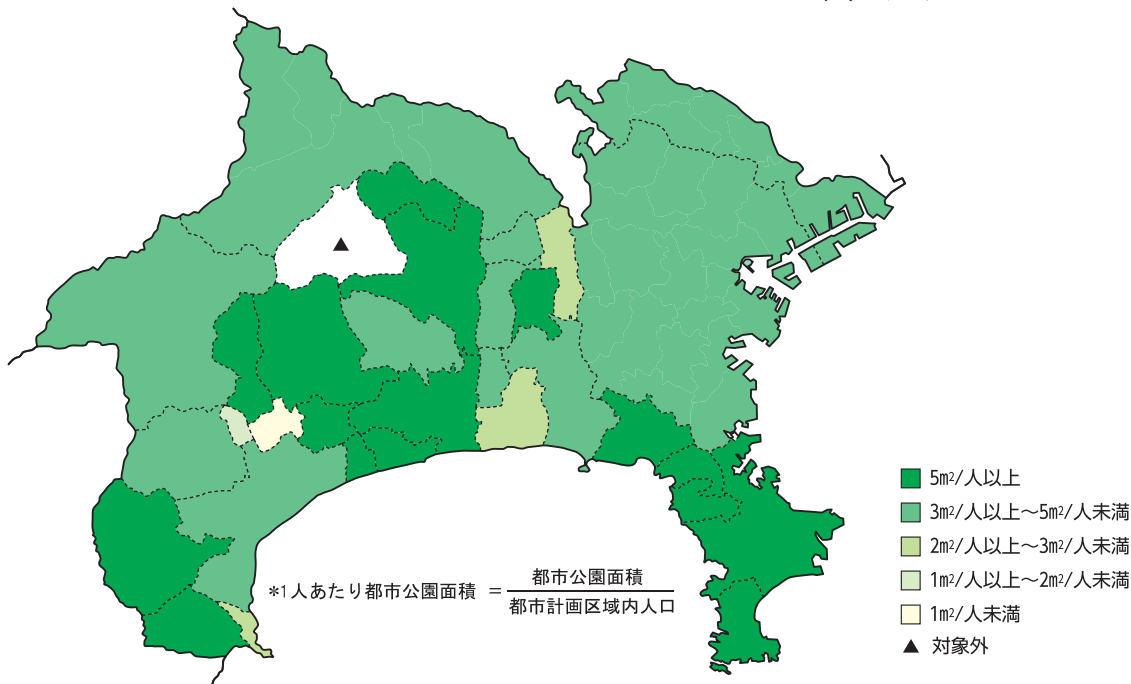 5m²/人以上
3m²/人以上～5m²/人未満
2m²/人以上～3m²/人未満
1m²/人以上～2m²/人未満
1m²/人未満
▲ 対象外
*1人あたり都市公園面積 = 都市公園面積
都市計画区域内人口